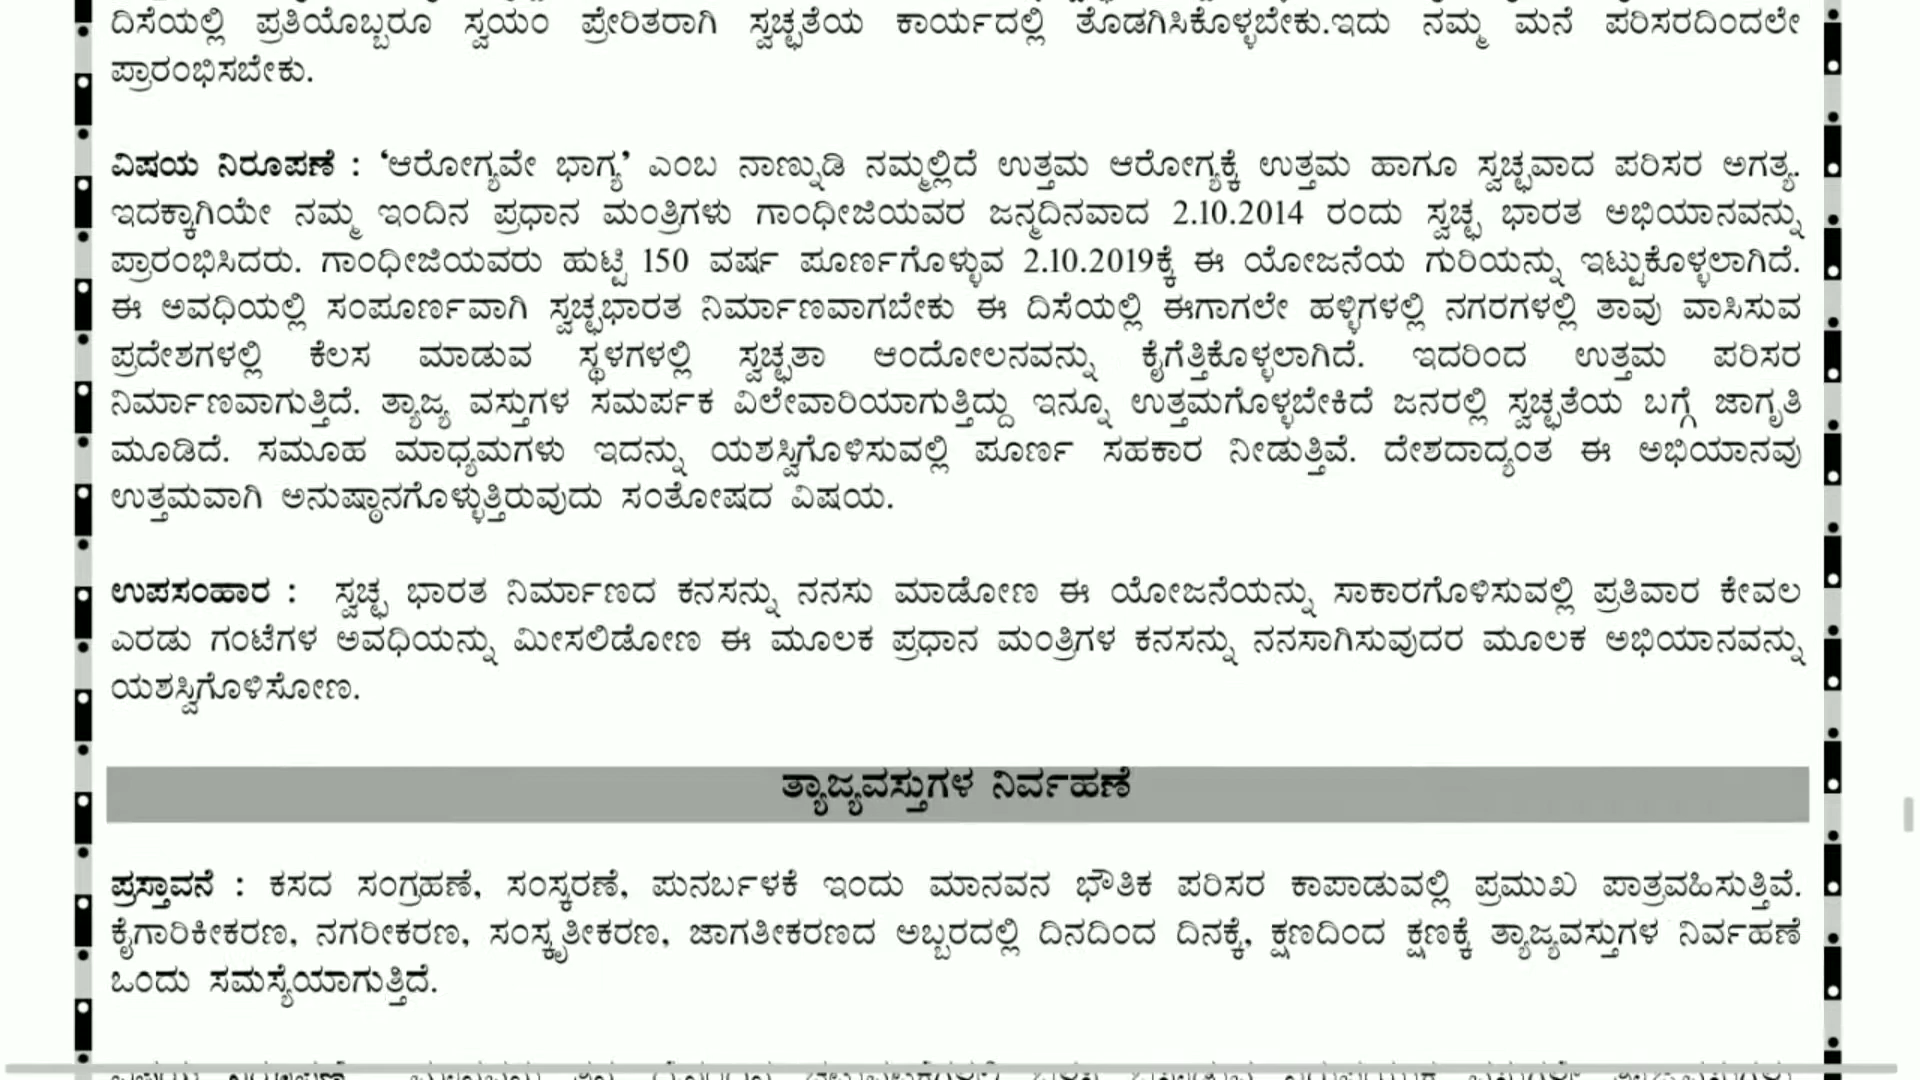 ದಿಸೆಯಲ್ಲಿ ಪ್ರತಿಯೊಬ್ಬರೂ ಸ್ವಯಂ ಪ್ರೇರಿತರಾಗಿ ಸ್ವಚ್ಛತೆಯ ಕಾರ್ಯದಲ್ಲಿ ತೊಡಗಿಸಿಕೊಳ್ಳಬೇಕು.ಇದು ನಮ್ಮ ಮನೆ ಪರಿಸರದಿಂದಲೇ
ಪ್ರಾರಂಭಿಸಬೇಕು.
ವಿಷಯ ನಿರೂಪಣೆ : ‘ಆರೋಗ್ಯವೇ ಭಾಗ್ಯ’ ಎಂಬ ನಾಣ್ಣುಡಿ ನಮ್ಮಲ್ಲಿದೆ ಉತ್ತಮ ಆರೋಗ್ಯಕ್ಕೆ ಉತ್ತಮ ಹಾಗೂ ಸ್ವಚ್ಛವಾದ ಪರಿಸರ ಅಗತ್ಯ.
ಇದಕ್ಕಾಗಿಯೇ ನಮ್ಮ ಇಂದಿನ ಪ್ರಧಾನ ಮಂತ್ರಿಗಳು ಗಾಂಧೀಜಿಯವರ ಜನ್ಮದಿನವಾದ 2.10.2014 ರಂದು ಸ್ವಚ್ಛ ಭಾರತ ಅಭಿಯಾನವನ್ನು
ಪ್ರಾರಂಭಿಸಿದರು. ಗಾಂಧೀಜಿಯವರು ಹುಟ್ಟಿ 150 ವರ್ಷ ಪೂರ್ಣಗೊಳ್ಳುವ 2.10.2019ಕ್ಕೆ ಈ ಯೋಜನೆಯ ಗುರಿಯನ್ನು ಇಟ್ಟುಕೊಳ್ಳಲಾಗಿದೆ.
ಈ ಅವಧಿಯಲ್ಲಿ ಸಂಪೂರ್ಣವಾಗಿ ಸ್ವಚ್ಛಭಾರತ ನಿರ್ಮಾಣವಾಗಬೇಕು ಈ ದಿಸೆಯಲ್ಲಿ ಈಗಾಗಲೇ ಹಳ್ಳಿಗಳಲ್ಲಿ ನಗರಗಳಲ್ಲಿ ತಾವು ವಾಸಿಸುವ
ಪ್ರದೇಶಗಳಲ್ಲಿ ಕೆಲಸ ಮಾಡುವ ಸ್ಥಳಗಳಲ್ಲಿ ಸ್ವಚ್ಛತಾ ಆಂದೋಲನವನ್ನು ಕೈಗೆತ್ತಿಕೊಳ್ಳಲಾಗಿದೆ. ಇದರಿಂದ ಉತ್ತಮ ಪರಿಸರ
ನಿರ್ಮಾಣವಾಗುತ್ತಿದೆ. ತ್ಯಾಜ್ಯ ವಸ್ತುಗಳ ಸಮರ್ಪಕ ವಿಲೇವಾರಿಯಾಗುತ್ತಿದ್ದು ಇನ್ನೂ ಉತ್ತಮಗೊಳ್ಳಬೇಕಿದೆ ಜನರಲ್ಲಿ ಸ್ವಚ್ಛತೆಯ ಬಗ್ಗೆ ಜಾಗೃತಿ
ಮೂಡಿದೆ. ಸಮೂಹ ಮಾಧ್ಯಮಗಳು ಇದನ್ನು ಯಶಸ್ವಿಗೊಳಿಸುವಲ್ಲಿ ಪೂರ್ಣ ಸಹಕಾರ ನೀಡುತ್ತಿವೆ. ದೇಶದಾದ್ಯಂತ ಈ ಅಭಿಯಾನವು
ಉತ್ತಮವಾಗಿ ಅನುಷ್ಠಾನಗೊಳ್ಳುತ್ತಿರುವುದು ಸಂತೋಷದ ವಿಷಯ.
ಉಪಸಂಹಾರ : ಸ್ವಚ್ಛ ಭಾರತ ನಿರ್ಮಾಣದ ಕನಸನ್ನು ನನಸು ಮಾಡೋಣ ಈ ಯೋಜನೆಯನ್ನು ಸಾಕಾರಗೊಳಿಸುವಲ್ಲಿ ಪ್ರತಿವಾರ ಕೇವಲ
ಎರಡು ಗಂಟೆಗಳ ಅವಧಿಯನ್ನು ಮೀಸಲಿಡೋಣ ಈ ಮೂಲಕ ಪ್ರಧಾನ ಮಂತ್ರಿಗಳ ಕನಸನ್ನು ನನಸಾಗಿಸುವುದರ ಮೂಲಕ ಅಭಿಯಾನವನ್ನು
ಯಶಸ್ವಿಗೊಳಿಸೋಣ.
ತ್ಯಾಜ್ಯವಸ್ತುಗಳ ನಿರ್ವಹಣೆ
ಪ್ರಸ್ತಾವನೆ : ಕಸದ ಸಂಗ್ರಹಣೆ, ಸಂಸ್ಕರಣೆ, ಪುನರ್ಬಳಕೆ ಇಂದು ಮಾನವನ ಭೌತಿಕ ಪರಿಸರ ಕಾಪಾಡುವಲ್ಲಿ ಪ್ರಮುಖ ಪಾತ್ರವಹಿಸುತ್ತಿವೆ.
ಕೈಗಾರಿಕೀಕರಣ, ನಗರೀಕರಣ, ಸಂಸ್ಕೃತೀಕರಣ, ಜಾಗತೀಕರಣದ ಅಬ್ಬರದಲ್ಲಿ ದಿನದಿಂದ ದಿನಕ್ಕೆ, ಕ್ಷಣದಿಂದ ಕ್ಷಣಕ್ಕೆ ತ್ಯಾಜ್ಯವಸ್ತುಗಳ ನಿರ್ವಹಣೆ
ಒಂದು ಸಮಸ್ಯೆಯಾಗುತ್ತಿದೆ.